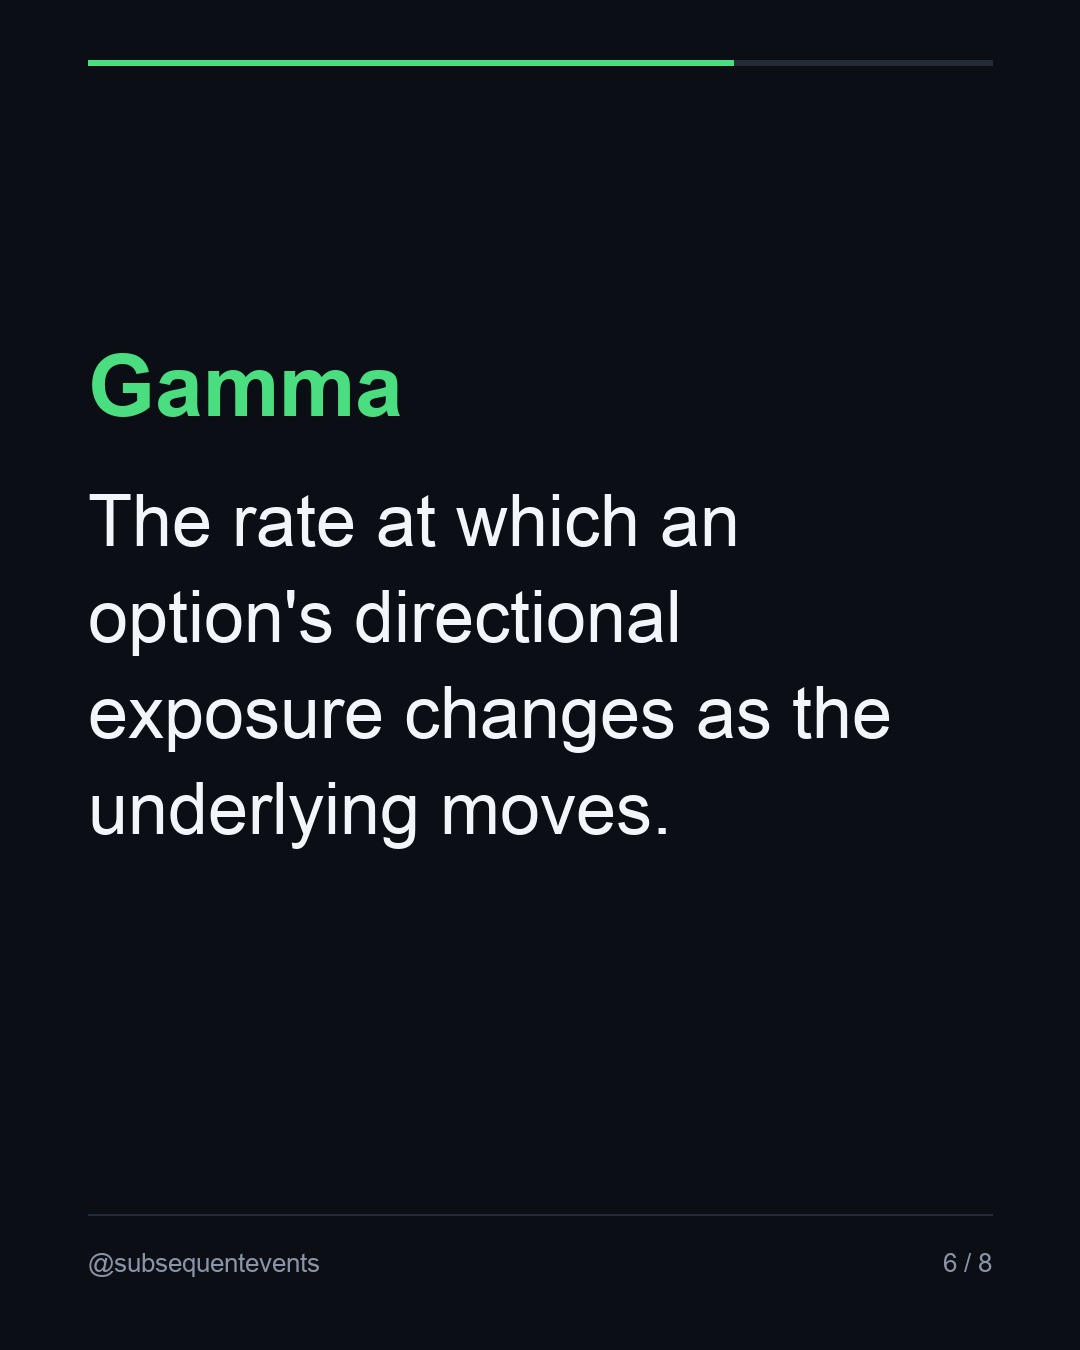 Gamma
The rate at which an
option's directional
exposure changes as the
underlying moves.
@subsequentevents
6 / 8